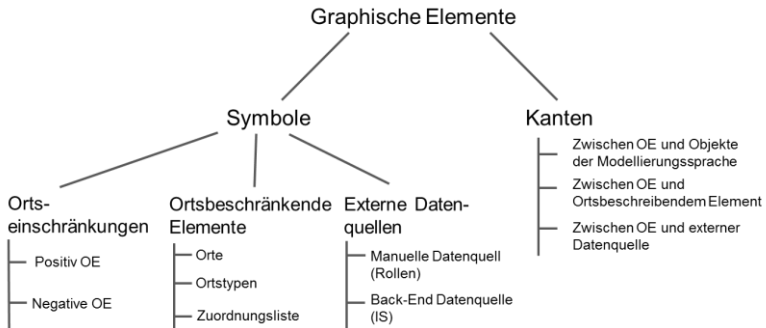 Graphische Elemente
Symbole
Kanten
Zwischen OE und Objekte
der Modellierungssprache
Zwischen OE und
Ortsbeschreibendem Element
Zwischen OE und externer
Datenquelle
Orts-
einschränkungen
Positiv OE
Negative OE
Ortsbeschränkende
Elemente
Orte
Ortstypen
Zuordnungsliste
Externe Daten-
quellen
Manuelle Datenquell
(Rollen)
Back-End Datenquelle
(IS)